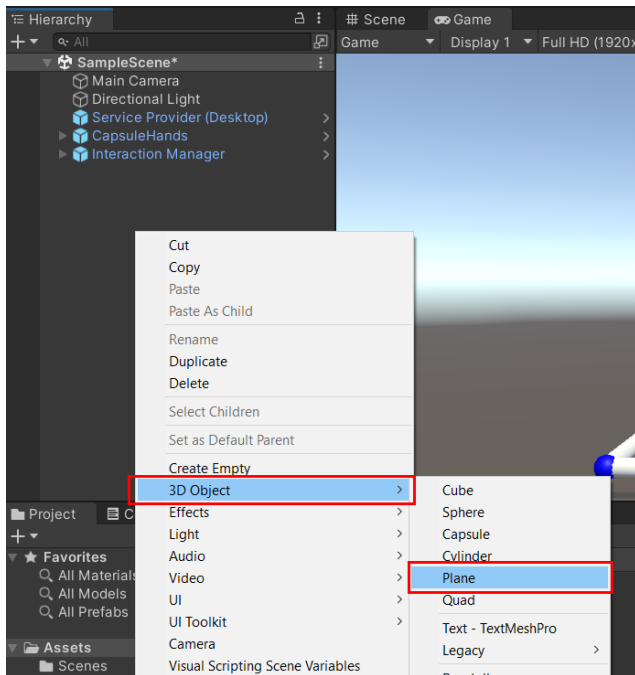 Hierarchy
All
SampleScene*
Main Camera
Directional Light
Service Provider (Desktop)
CapsuleHands
Interaction Manager
Scene
Game
Game
Display 1
Full HD (1920x
Cut
Copy
Paste
Paste As Child
Rename
Duplicate
Delete
Select Children
Set as Default Parent
Create Empty
3D Object
Effects
Light
Audio
Video
UI
UI Toolkit
Camera
Visual Scripting Scene Variables
Cube
Sphere
Capsule
Cylinder
Plane
Quad
Text - TextMeshPro
Legacy
Project
C
Favorites
All Materials
All Models
All Prefabs
Assets
Scenes